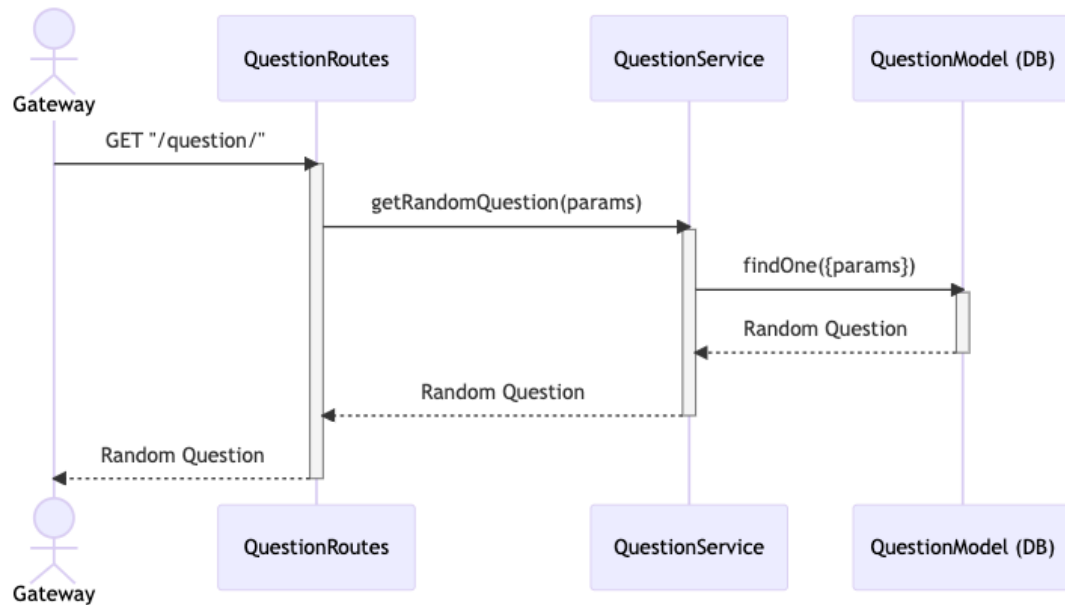 QuestionRoutes
QuestionService
QuestionModel (DB)
Gateway
GET "/question/"
getRandomQuestion(params)
findOne({params})
Random Question
Random Question
Random Question
QuestionRoutes
QuestionService
QuestionModel (DB)
Gateway